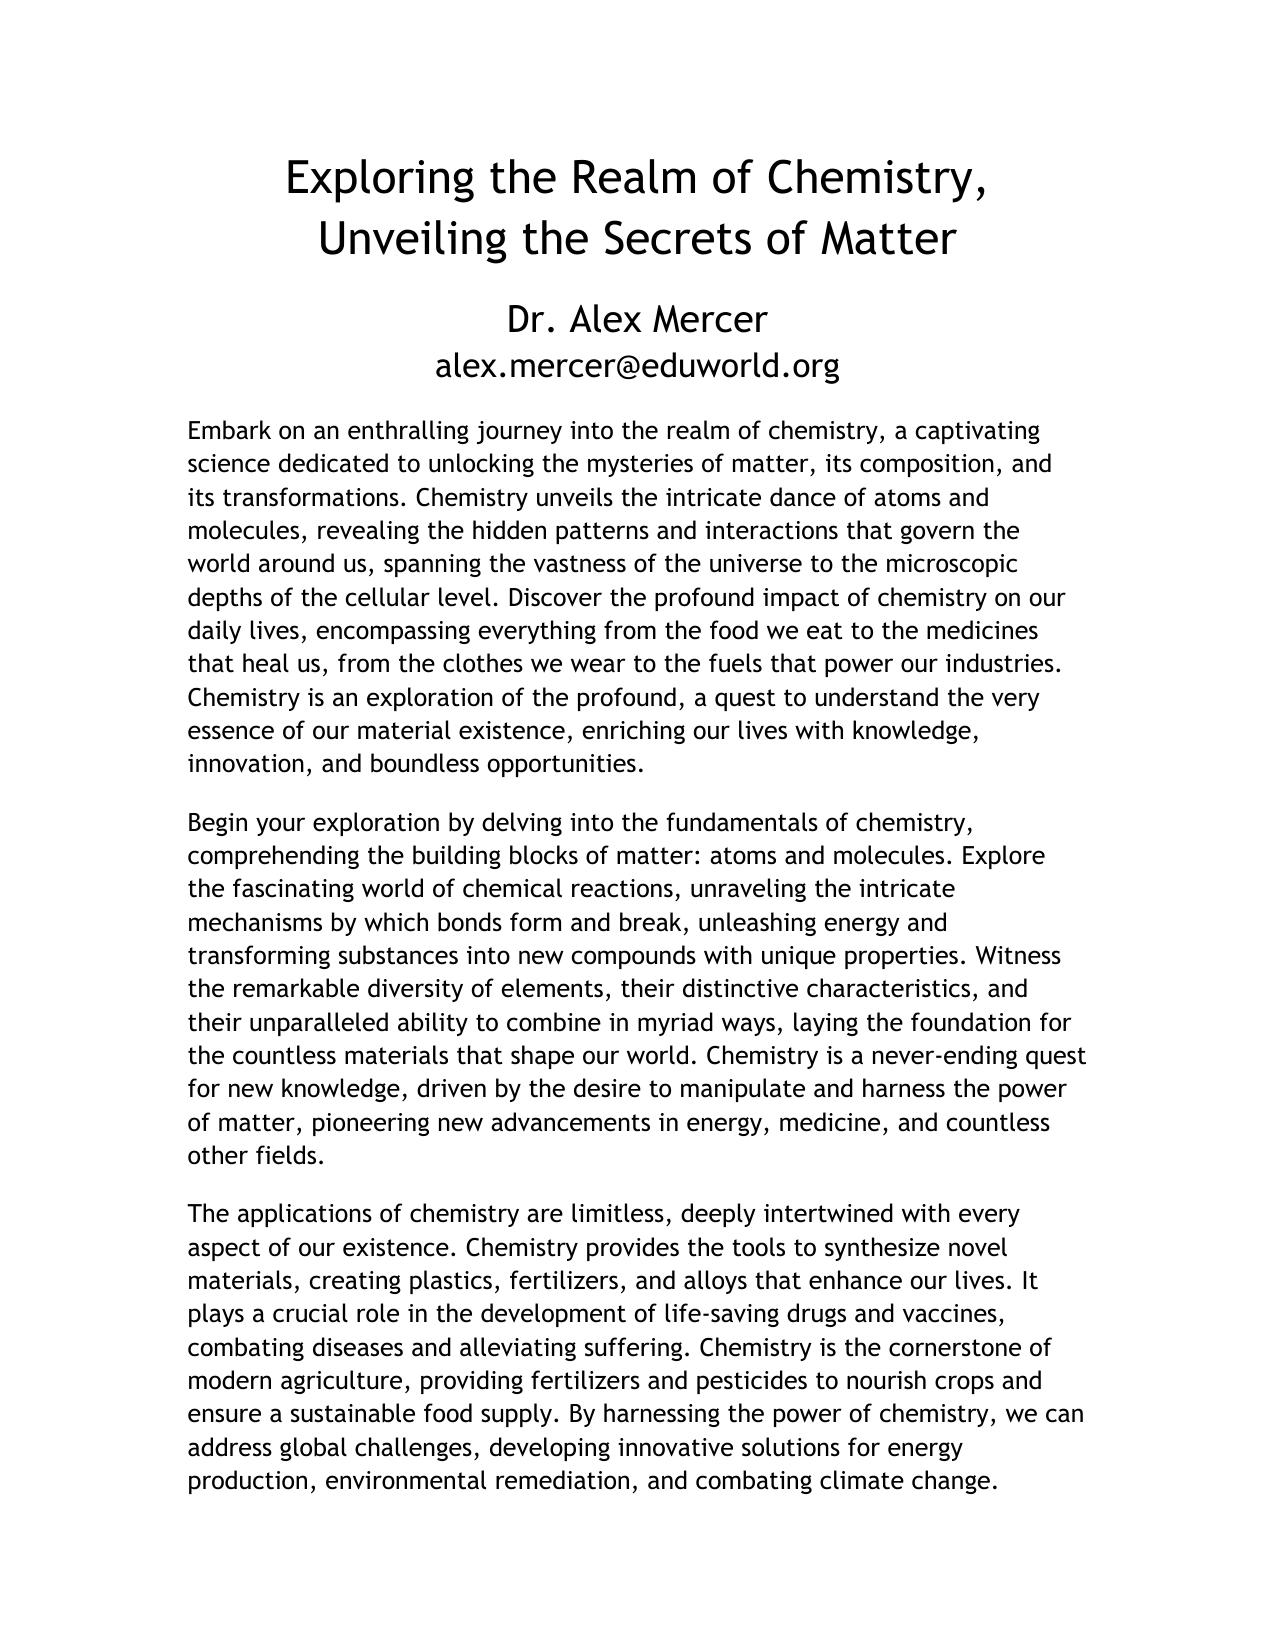 Exploring the Realm of Chemistry,
Unveiling the Secrets of Matter
Dr. Alex Mercer
alex.mercer@eduworld.org
Embark on an enthralling journey into the realm of chemistry, a captivating
science dedicated to unlocking the mysteries of matter, its composition, and
its transformations. Chemistry unveils the intricate dance of atoms and
molecules, revealing the hidden patterns and interactions that govern the
world around us, spanning the vastness of the universe to the microscopic
depths of the cellular level. Discover the profound impact of chemistry on our
daily lives, encompassing everything from the food we eat to the medicines
that heal us, from the clothes we wear to the fuels that power our industries.
Chemistry is an exploration of the profound, a quest to understand the very
essence of our material existence, enriching our lives with knowledge,
innovation, and boundless opportunities.
Begin your exploration by delving into the fundamentals of chemistry,
comprehending the building blocks of matter: atoms and molecules. Explore
the fascinating world of chemical reactions, unraveling the intricate
mechanisms by which bonds form and break, unleashing energy and
transforming substances into new compounds with unique properties. Witness
the remarkable diversity of elements, their distinctive characteristics, and
their unparalleled ability to combine in myriad ways, laying the foundation for
the countless materials that shape our world. Chemistry is a never-ending quest
for new knowledge, driven by the desire to manipulate and harness the power
of matter, pioneering new advancements in energy, medicine, and countless
other fields.
The applications of chemistry are limitless, deeply intertwined with every
aspect of our existence. Chemistry provides the tools to synthesize novel
materials, creating plastics, fertilizers, and alloys that enhance our lives. It
plays a crucial role in the development of life-saving drugs and vaccines,
combating diseases and alleviating suffering. Chemistry is the cornerstone of
modern agriculture, providing fertilizers and pesticides to nourish crops and
ensure a sustainable food supply. By harnessing the power of chemistry, we can
address global challenges, developing innovative solutions for energy
production, environmental remediation, and combating climate change.